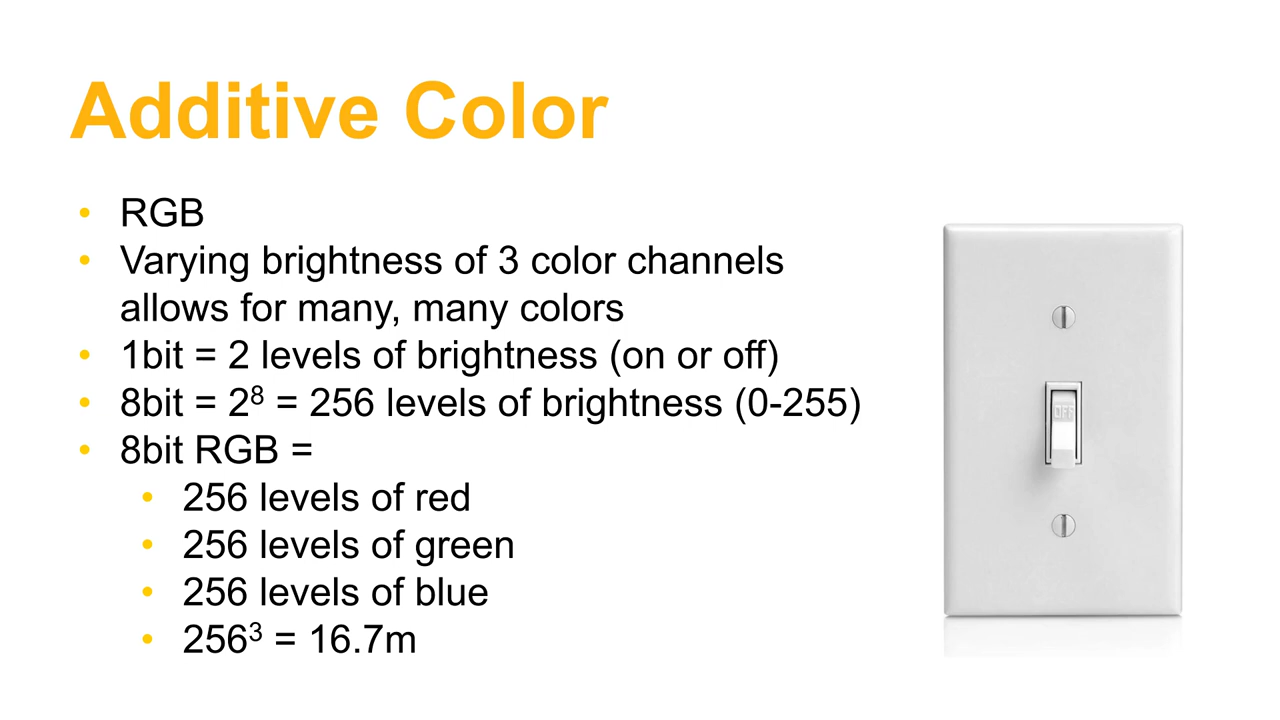 Additive Color
• RGB
• Varying brightness of 3 color channels
allows for many, many colors
• 1bit = 2 levels of brightness (on or off)
• 8bit = 2⁸ = 256 levels of brightness (0-255)
• 8bit RGB =
• 256 levels of red
• 256 levels of green
• 256 levels of blue
• 256³ = 16.7m
OFF